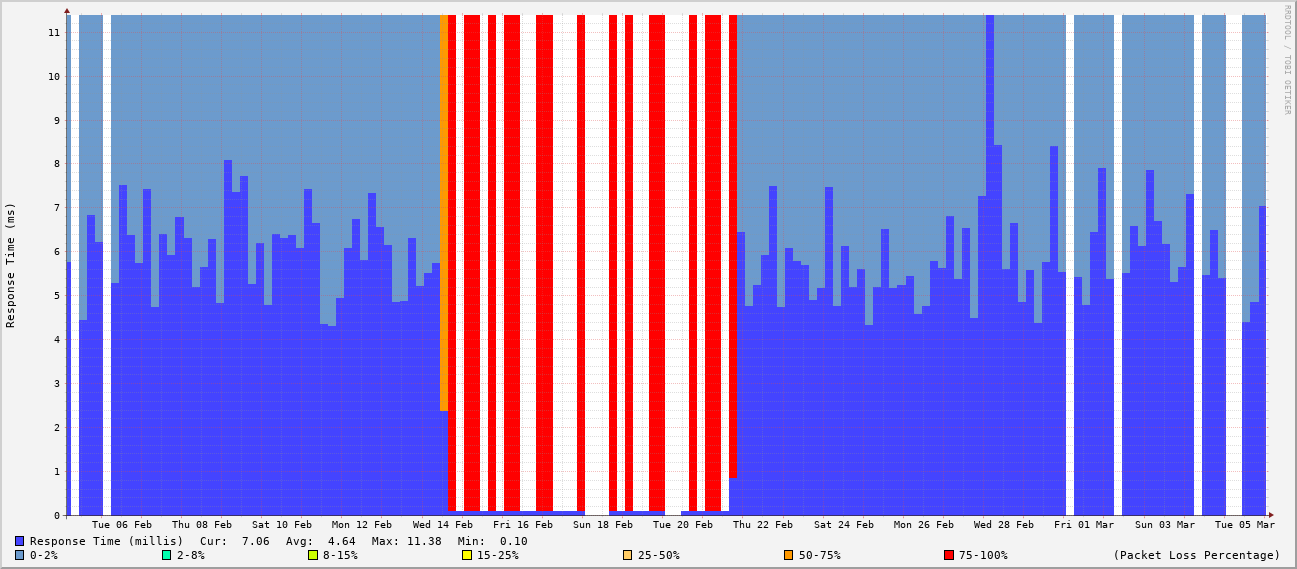 RRDTOOL / TOBI OETIKER
Response Time (ms)
11
10
9
8
7
6
5
4
3
2
1
0
Tue 06 Feb Thu 08 Feb Sat 10 Feb Mon 12 Feb Wed 14 Feb Fri 16 Feb Sun 18 Feb Tue 20 Feb Thu 22 Feb Sat 24 Feb Mon 26 Feb Wed 28 Feb Fri 01 Mar Sun 03 Mar Tue 05 Mar
Response Time (millis) Cur: 7.06 Avg: 4.64 Max: 11.38 Min: 0.10
0-2% 2-8% 8-15% 15-25% 25-50% 50-75% 75-100% (Packet Loss Percentage)